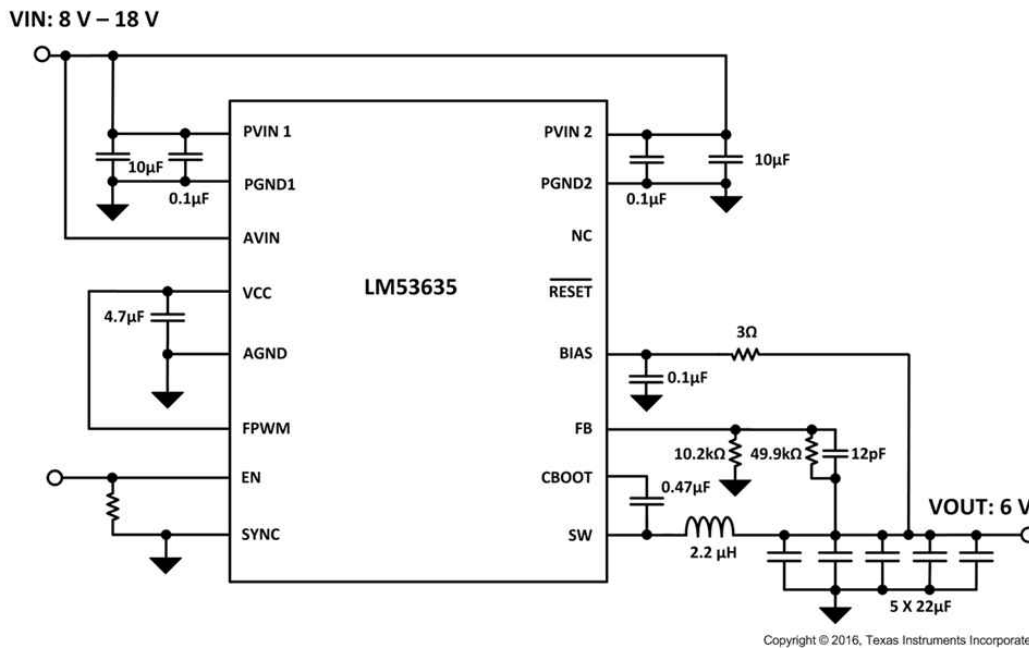 VIN: 8 V – 18 V
PVIN 1
PVIN 2
10µF
0.1µF
PGND1
PGND2
0.1µF
10µF
AVIN
NC
LM53635
VCC
RESET
4.7µF
3Ω
AGND
BIAS
0.1µF
FPWM
FB
10.2kΩ
49.9kΩ
12pF
EN
CBOOT
0.47µF
VOUT: 6 V
SYNC
SW
2.2 µH
5 X 22µF
Copyright © 2016, Texas Instruments Incorporate